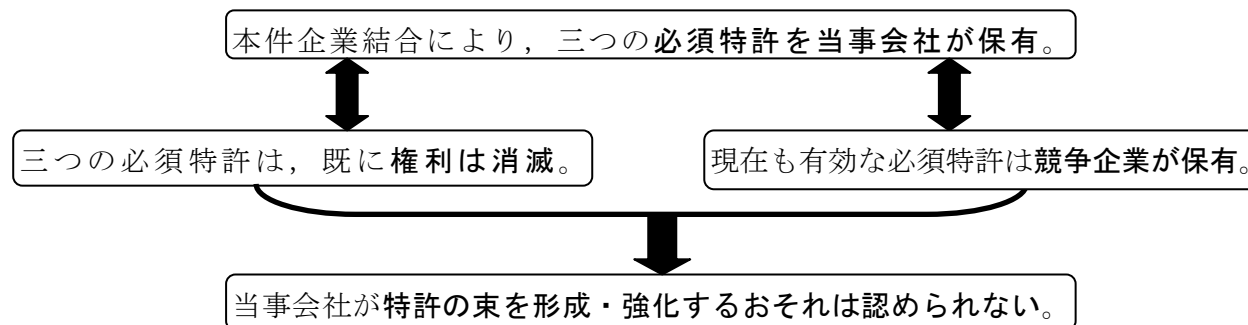 本件企業結合により，三つの必須特許を当事会社が保有。
三つの必須特許は，既に権利は消滅。
現在も有効な必須特許は競争企業が保有。
当事会社が特許の束を形成・強化するおそれは認められない。